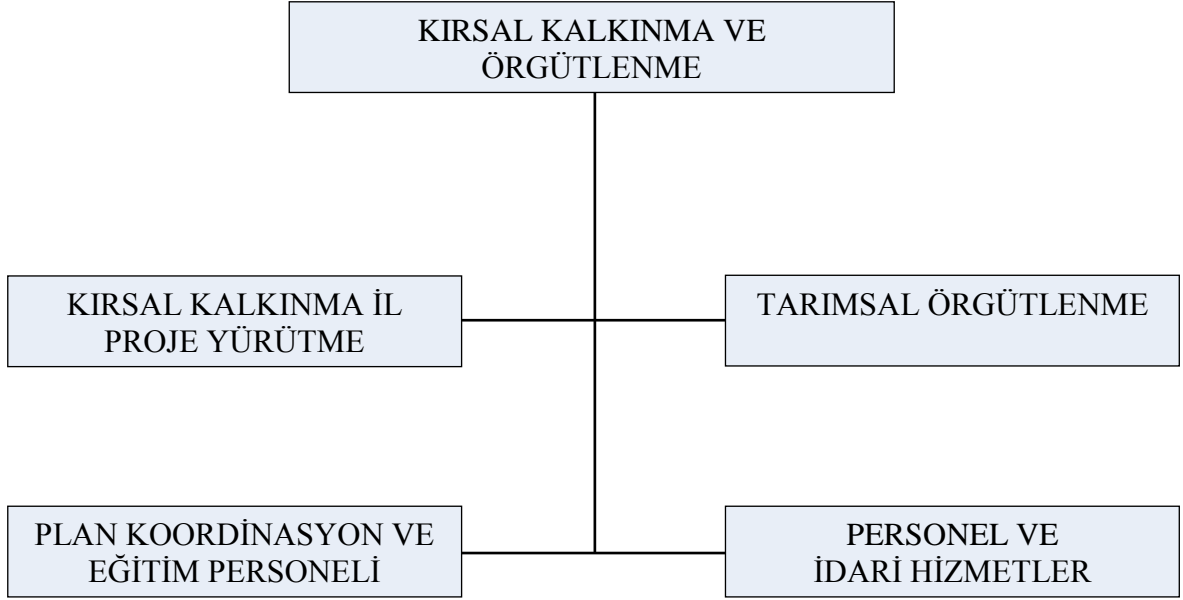 KIRSAL KALKINMA VE
ÖRGÜTLENME
KIRSAL KALKINMA İL
PROJE YÜRÜTME
TARIMSAL ÖRGÜTLENME
PLAN KOORDİNASYON VE
EĞİTİM PERSONELİ
PERSONEL VE
İDARİ HİZMETLER